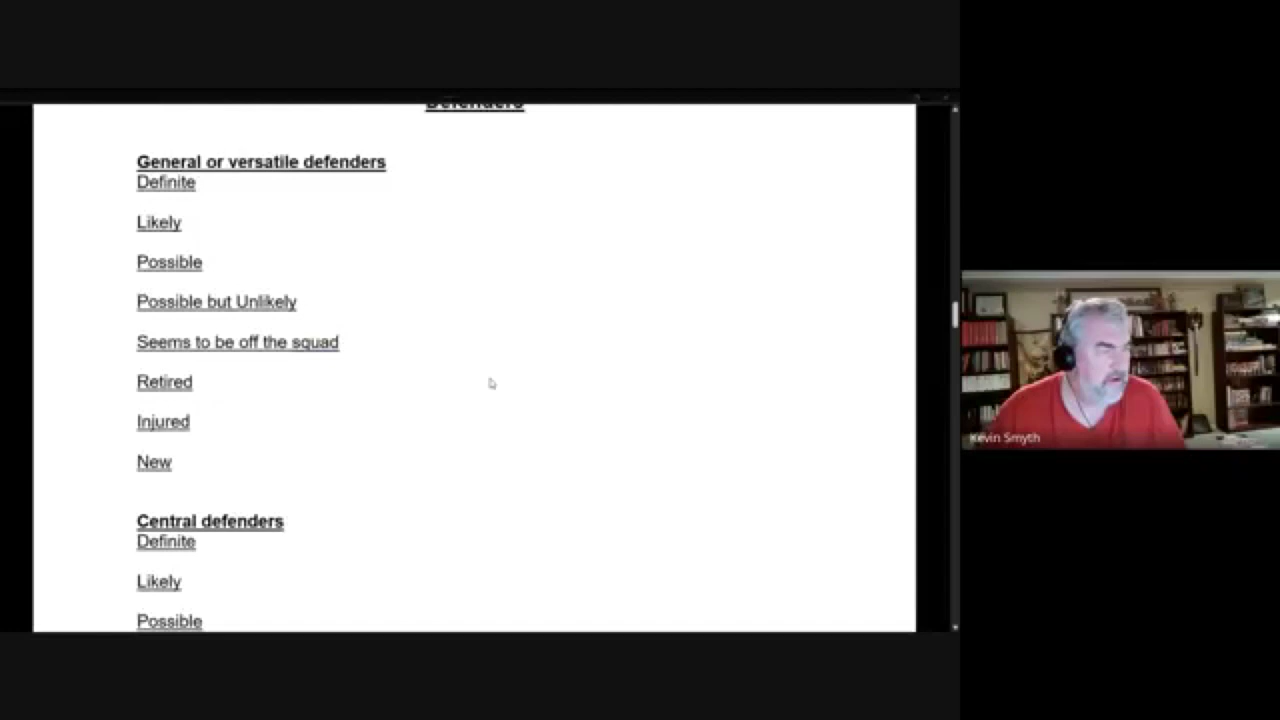 Defenders
General or versatile defenders
Definite
Likely
Possible
Possible but Unlikely
Seems to be off the squad
Retired
Injured
New
Central defenders
Definite
Likely
Possible
Kevin Smyth